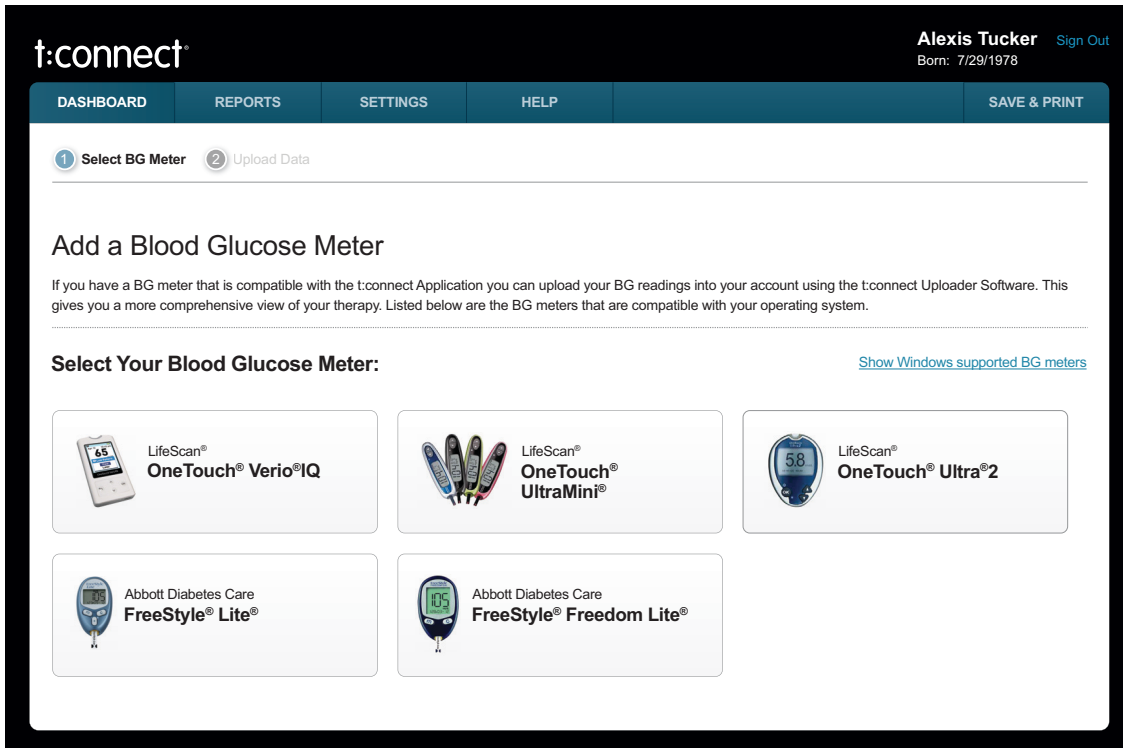 t:connect®
Alexis Tucker Sign Out
Born: 7/29/1978
DASHBOARD REPORTS SETTINGS HELP SAVE & PRINT
1 Select BG Meter 2 Upload Data
Add a Blood Glucose Meter
If you have a BG meter that is compatible with the t:connect Application you can upload your BG readings into your account using the t:connect Uploader Software. This
gives you a more comprehensive view of your therapy. Listed below are the BG meters that are compatible with your operating system.
Select Your Blood Glucose Meter: Show Windows supported BG meters
65
LifeScan®
OneTouch® Verio®IQ
LifeScan®
OneTouch®
UltraMini®
5.8
LifeScan®
OneTouch® Ultra®2
105
Abbott Diabetes Care
FreeStyle® Lite®
105
Abbott Diabetes Care
FreeStyle® Freedom Lite®